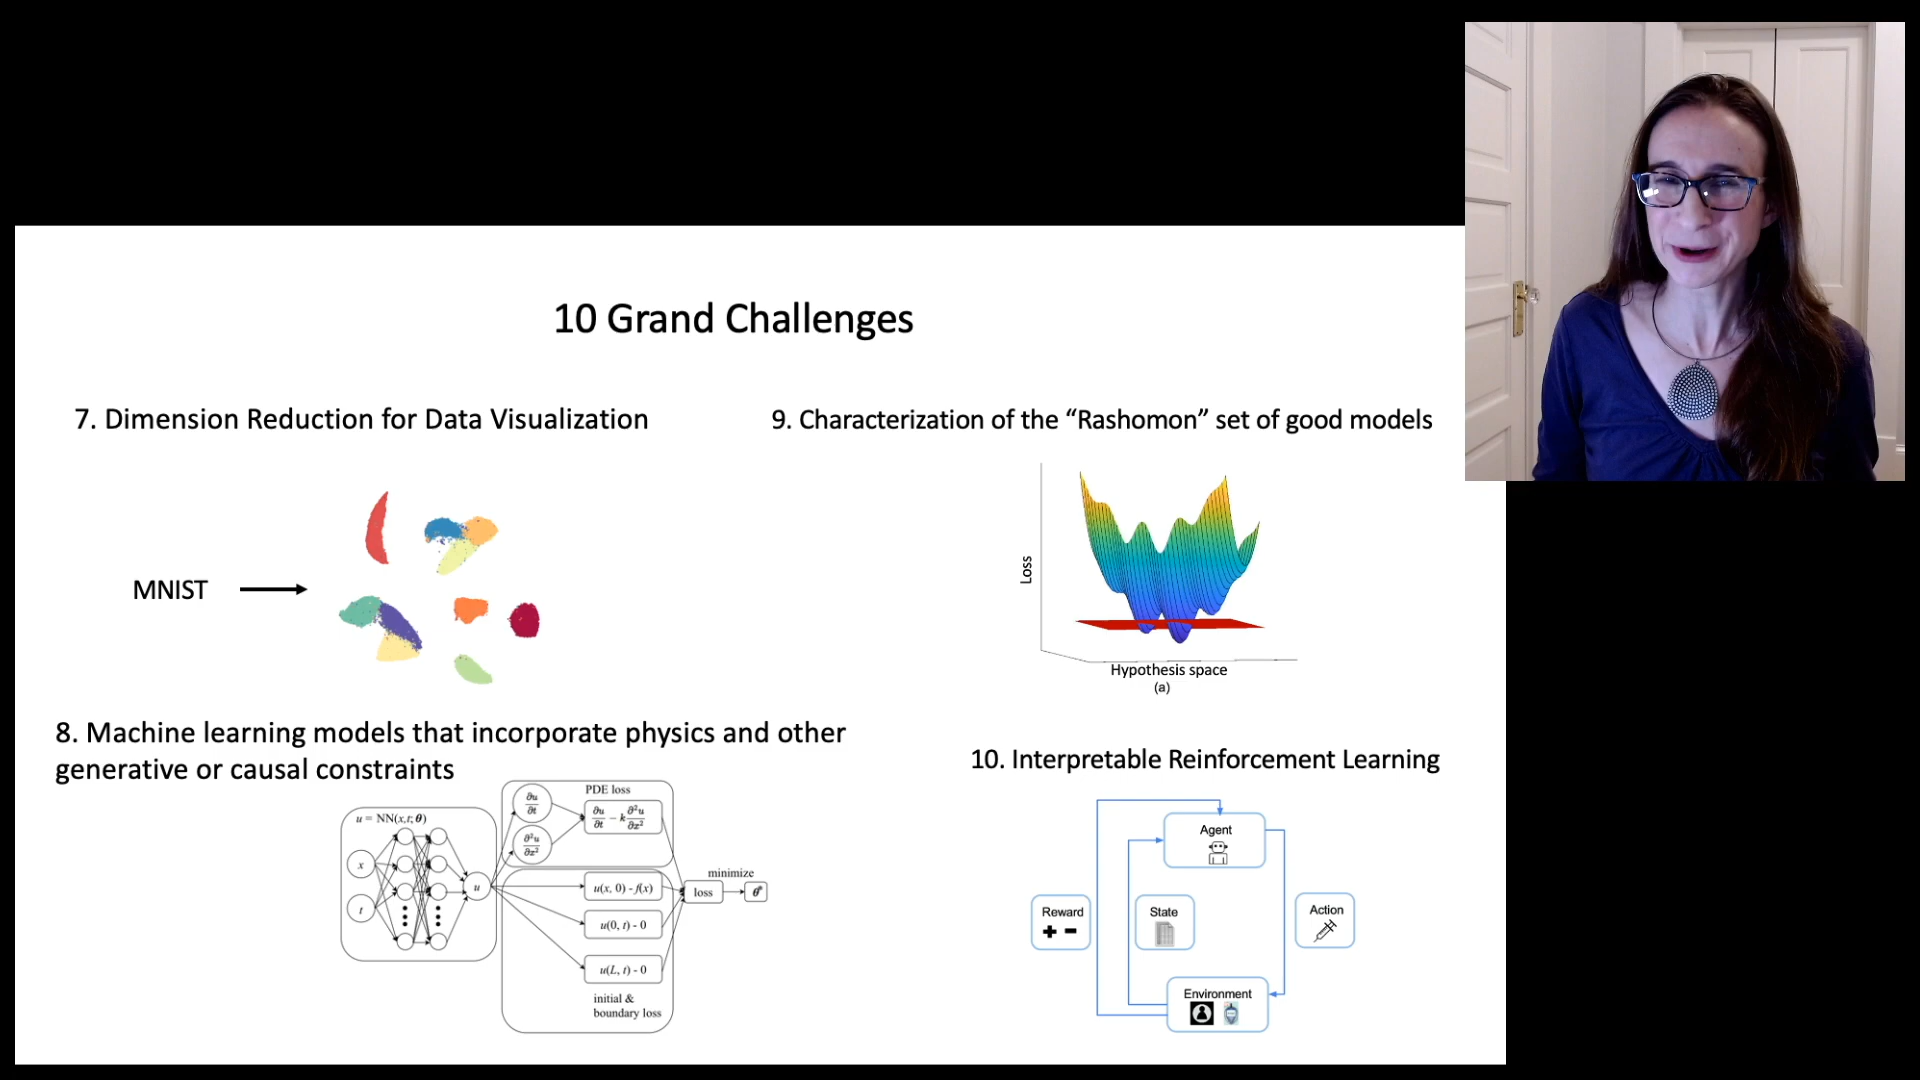 10 Grand Challenges
7. Dimension Reduction for Data Visualization
MNIST
8. Machine learning models that incorporate physics and other
generative or causal constraints
u = NN(x,t; θ)
x
t
u
∂u
∂t
∂²u
∂x²
PDE loss
∂u/∂t - k ∂²u/∂x²
u(x, 0) - f(x)
u(0, t) - 0
u(L, t) - 0
initial &
boundary loss
loss
minimize
θ*
9. Characterization of the “Rashomon” set of good models
Loss
Hypothesis space
(a)
10. Interpretable Reinforcement Learning
Agent
Reward
+ -
State
Action
Environment